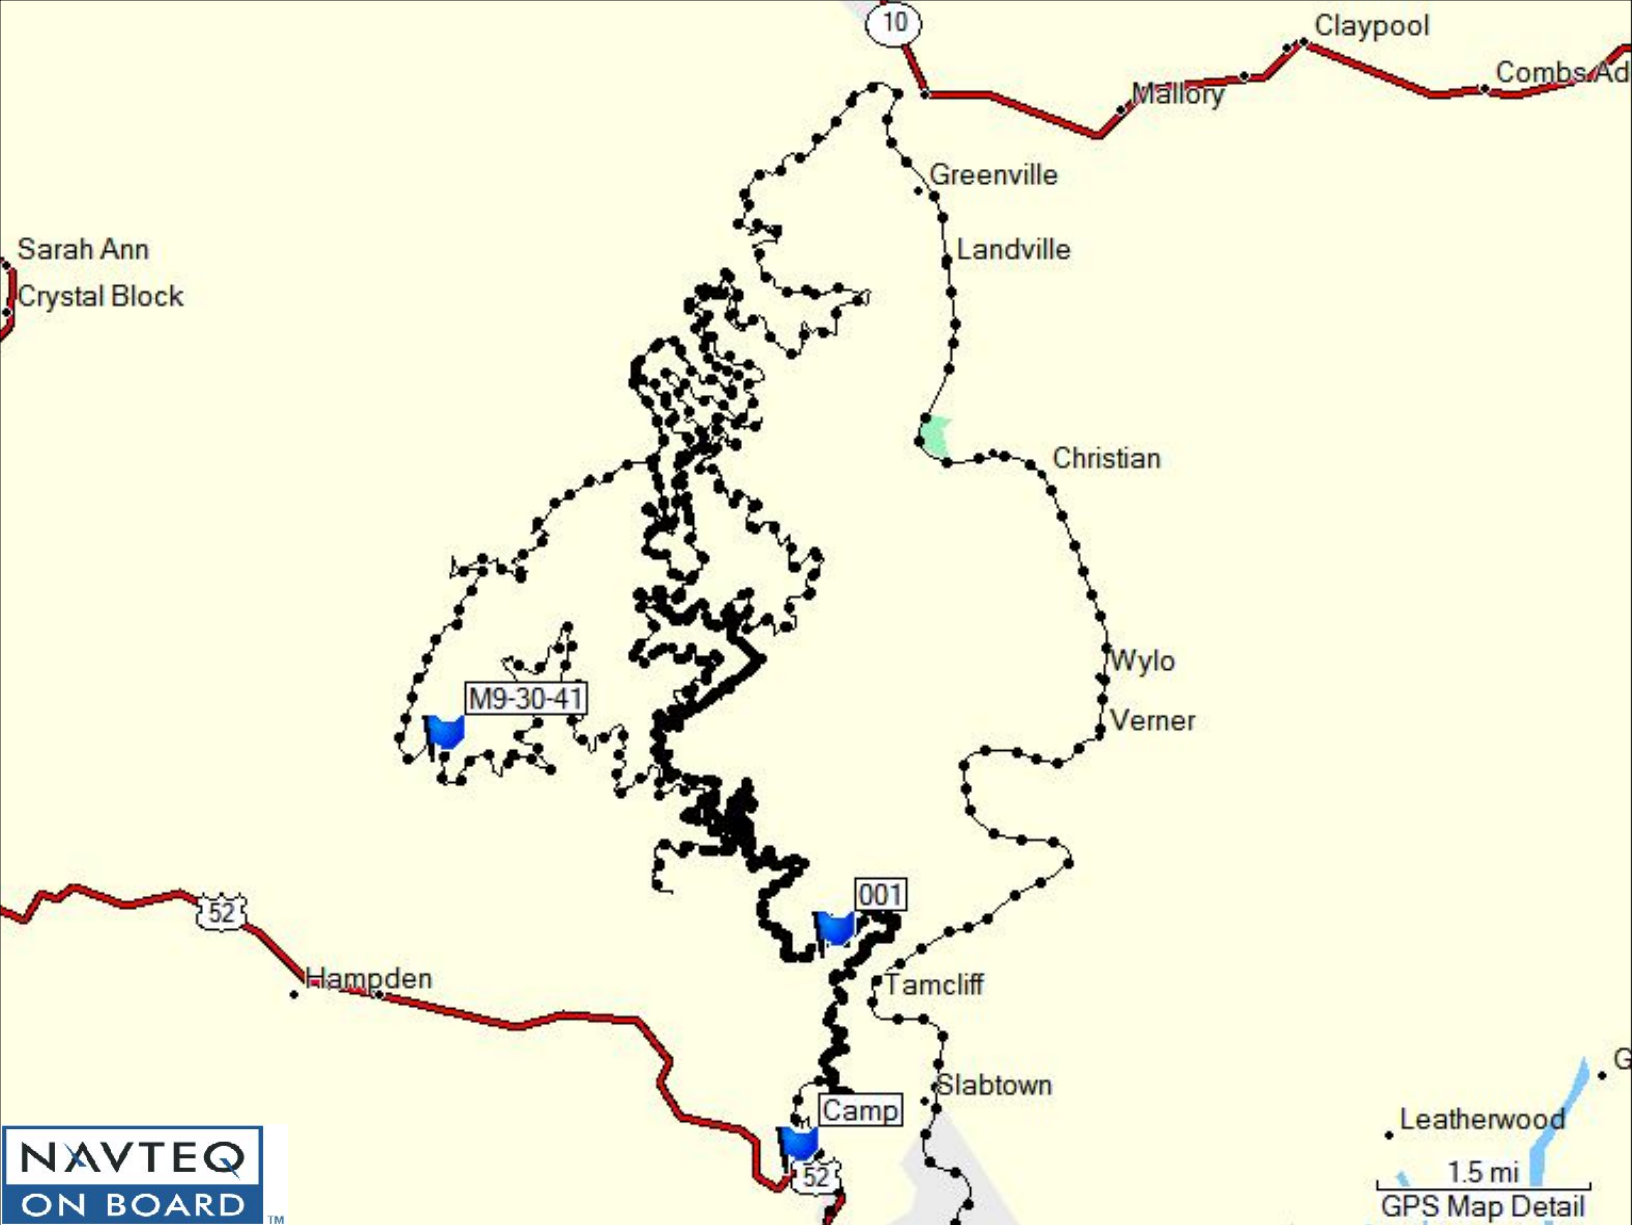 10
Claypool
Combs Ad
Mallory
Greenville
Sarah Ann
Landville
Crystal Block
Christian
Wylo
M9-30-41
Verner
001
52
Hampden
Tamcliff
G
Slabtown
Camp
Leatherwood
52
1.5 mi
GPS Map Detail
NAVTEQ
ON BOARD
TM